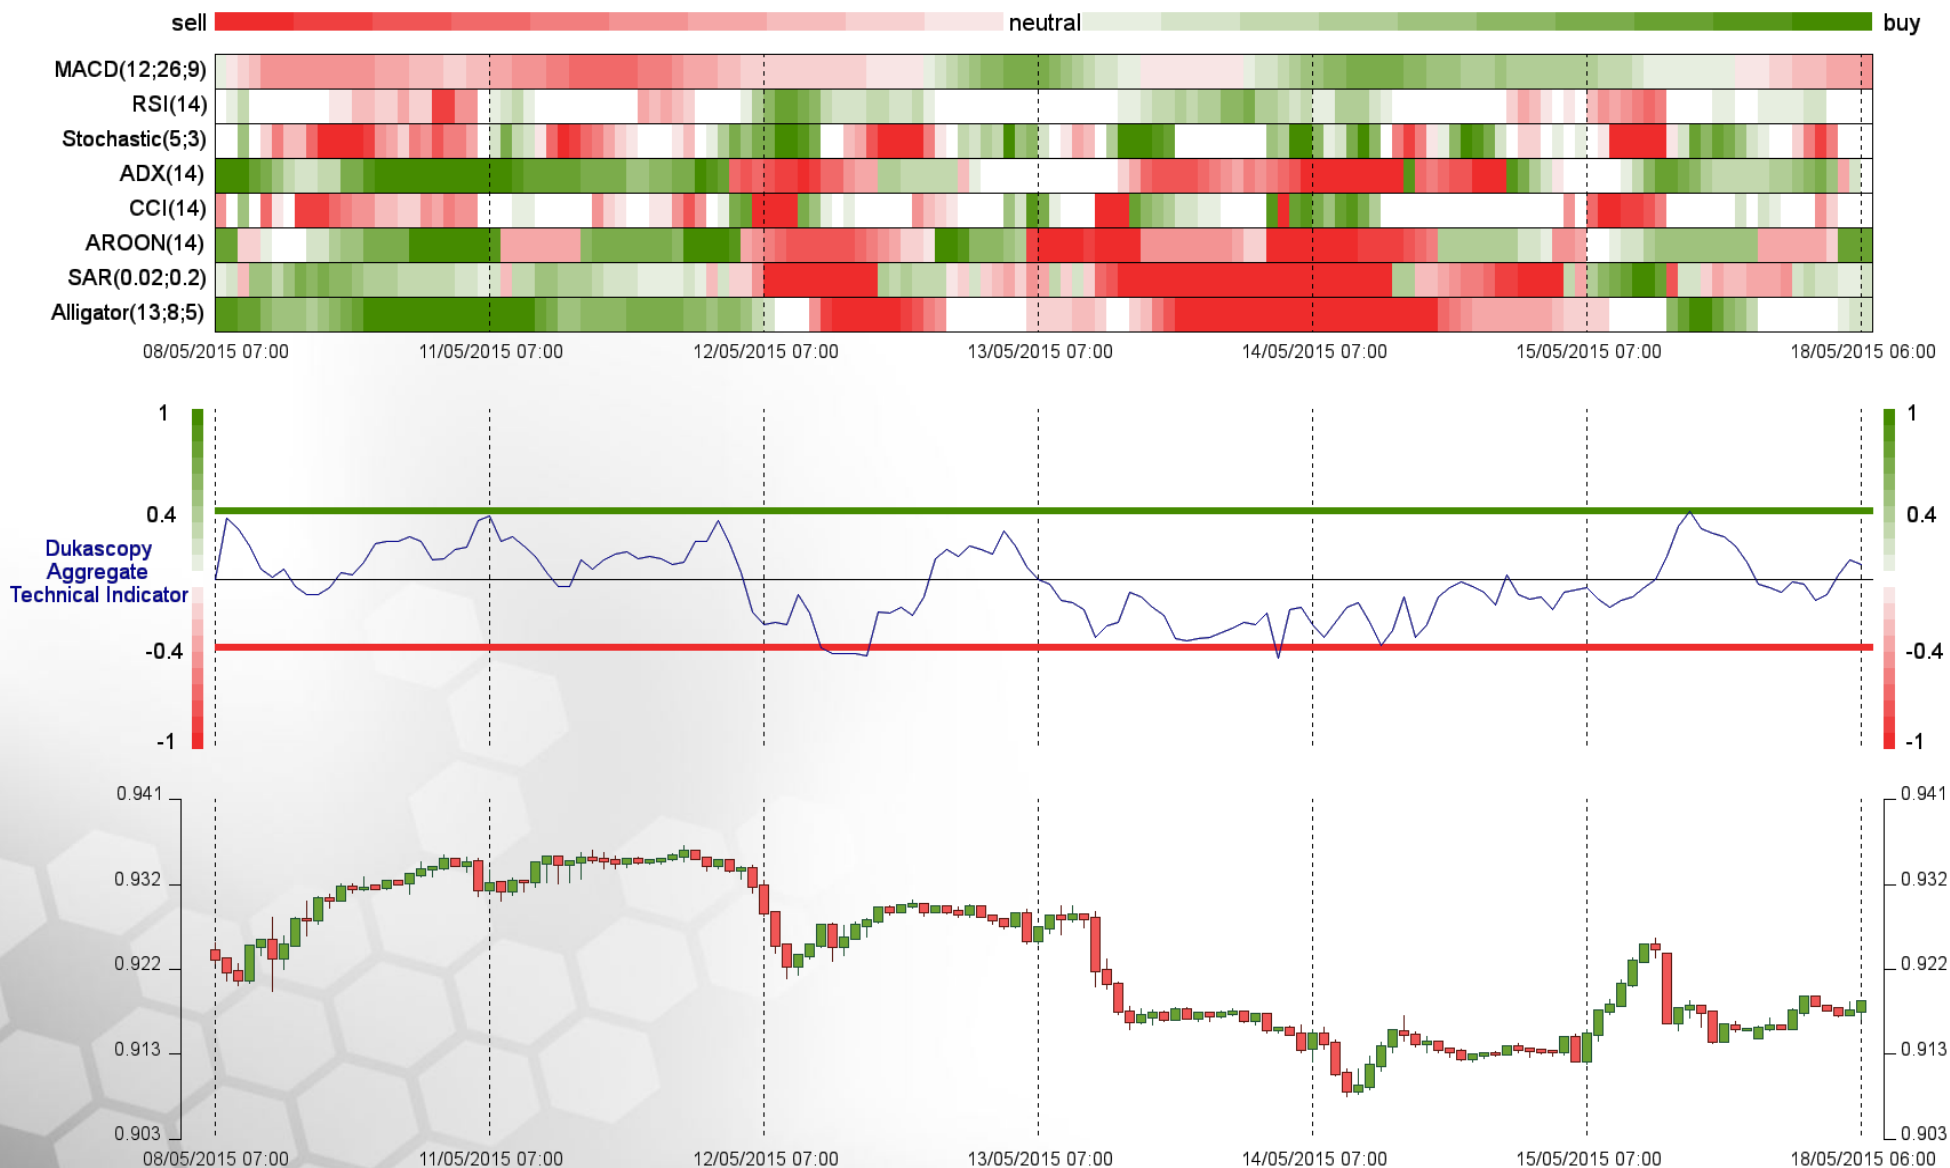 sell neutral buy
MACD(12;26;9)
RSI(14)
Stochastic(5;3)
ADX(14)
CCI(14)
AROON(14)
SAR(0.02;0.2)
Alligator(13;8;5)
08/05/2015 07:00 11/05/2015 07:00 12/05/2015 07:00 13/05/2015 07:00 14/05/2015 07:00 15/05/2015 07:00 18/05/2015 06:00
1 1
0.4 0.4
Dukascopy
Aggregate
Technical Indicator
-0.4 -0.4
-1 -1
0.941 0.941
0.932 0.932
0.922 0.922
0.913 0.913
0.903 0.903
08/05/2015 07:00 11/05/2015 07:00 12/05/2015 07:00 13/05/2015 07:00 14/05/2015 07:00 15/05/2015 07:00 18/05/2015 06:00